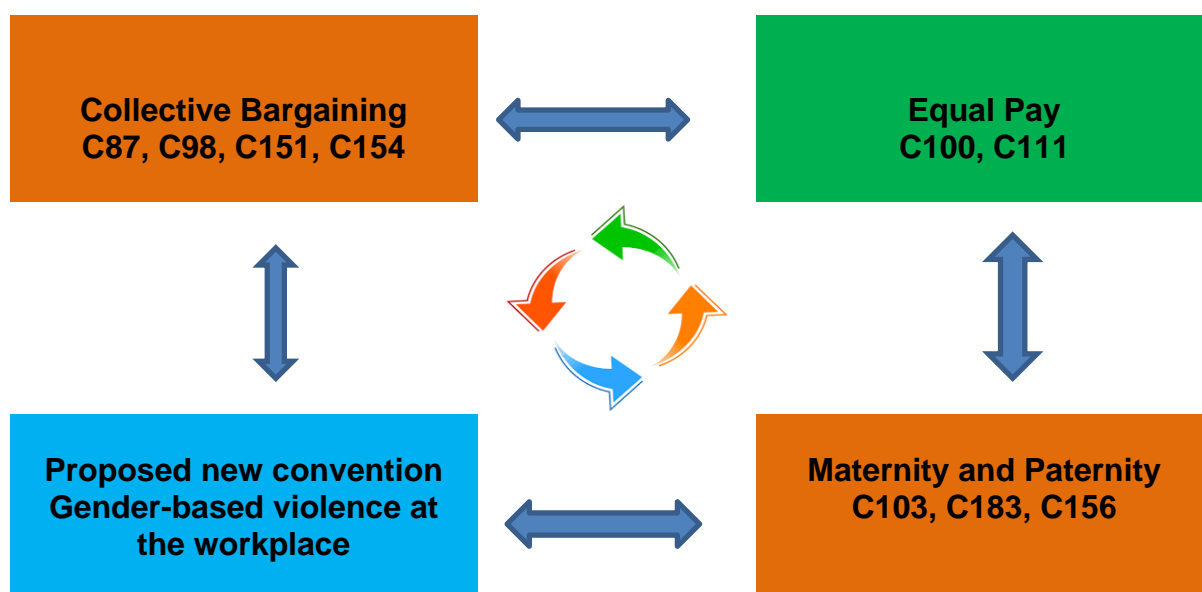 Collective Bargaining
C87, C98, C151, C154
Equal Pay
C100, C111
Proposed new convention
Gender-based violence at
the workplace
Maternity and Paternity
C103, C183, C156